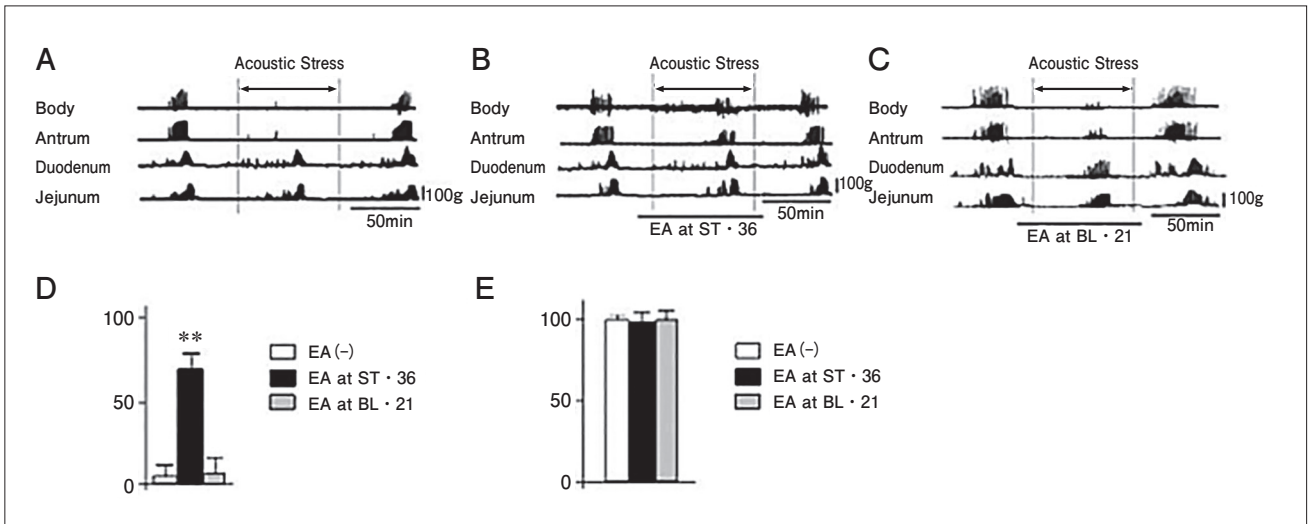 A
Acoustic Stress
Body
Antrum
Duodenum
Jejunum
100g
50min
B
Acoustic Stress
Body
Antrum
Duodenum
Jejunum
100g
50min
EA at ST・36
C
Acoustic Stress
Body
Antrum
Duodenum
Jejunum
100g
50min
EA at BL・21
D
100
50
0
**
EA(-)
EA at ST・36
EA at BL・21
E
100
50
0
EA(-)
EA at ST・36
EA at BL・21